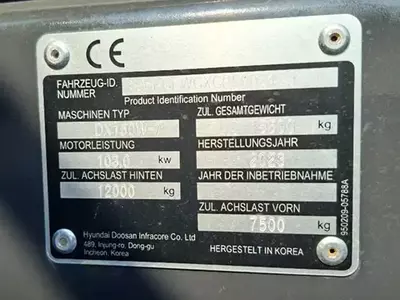 CE
FAHRZEUG-ID.
NUMMER
Product Identification Number
MASCHINEN TYP
ZUL. GESAMTGEWICHT
kg
MOTORLEISTUNG
HERSTELLUNGSJAHR
103,0 kw
2023
ZUL. ACHSLAST HINTEN
JAHR DER INBETRIEBNAHME
12000 kg
ZUL. ACHSLAST VORN
7500 kg
Hyundai Doosan Infracore Co. Ltd
489, Injung-ro, Dong-gu
Incheon, Korea
HERGESTELLT IN KOREA
950209-05788A